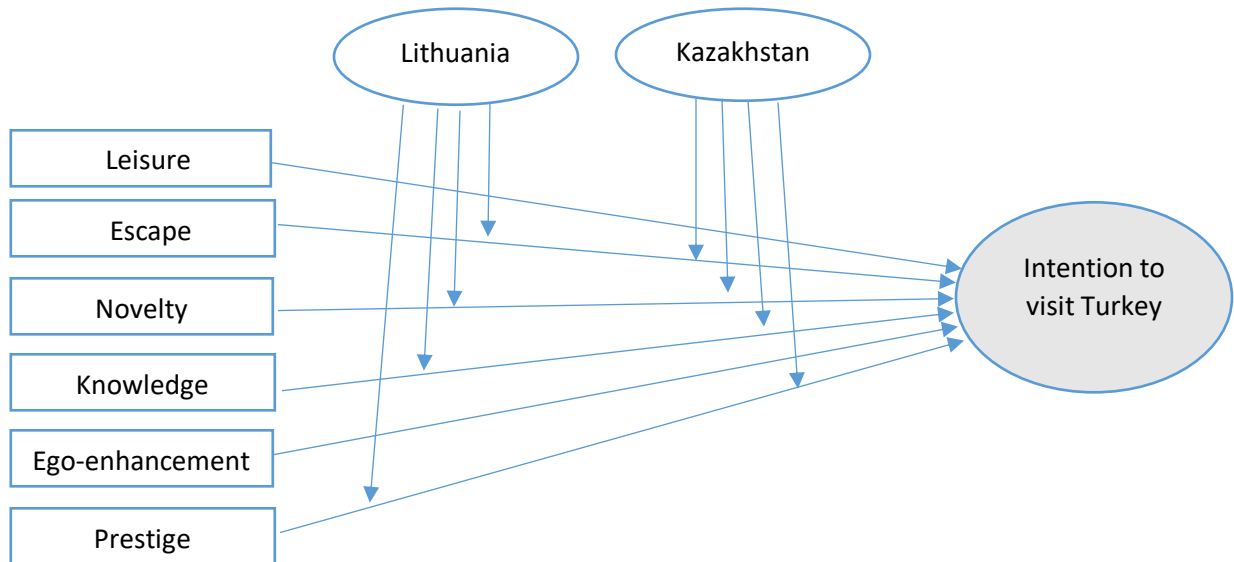 Lithuania
Kazakhstan
Leisure
Escape
Novelty
Knowledge
Ego-enhancement
Prestige
Intention to
visit Turkey